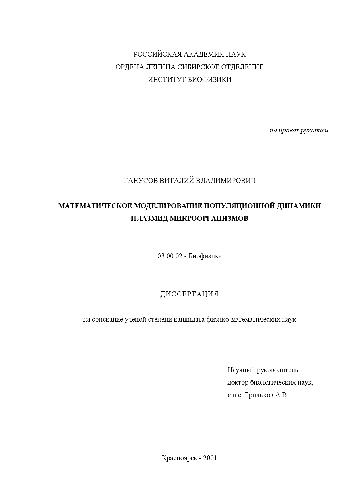 РОССИЙСКАЯ АКАДЕМИЯ НАУК
ОРДЕНА ЛЕНИНА СИБИРСКОЕ ОТДЕЛЕНИЕ
ИНСТИТУТ БИОФИЗИКИ
на правах рукописи
ВИТАЛИЙ ВЛАДИМИРОВИЧ
МАТЕМАТИЧЕСКОЕ МОДЕЛИРОВАНИЕ ПОПУЛЯЦИОННОЙ ДИНАМИКИ
ПЛАЗМИД МИКРООРГАНИЗМОВ
03.00.02 - Биофизика
ДИССЕРТАЦИЯ
на соискание ученой степени кандидата физико-математических наук
Научный руководитель
доктор биологических наук,
Красноярск - 2001